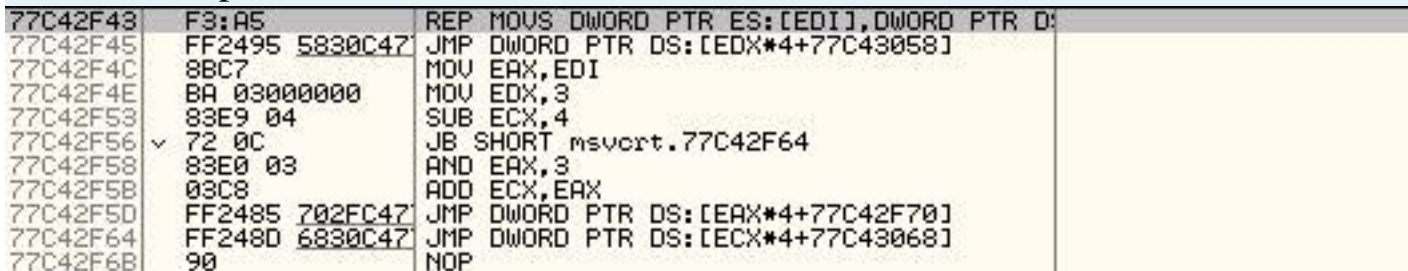 77C42F43 F3:A5 REP MOVS DWORD PTR ES:[EDI],DWORD PTR D
77C42F45 FF2495 5830C47 JMP DWORD PTR DS:[EDX*4+77C43058]
77C42F4C 8BC7 MOV EAX,EDI
77C42F4E BA 03000000 MOV EDX,3
77C42F53 83E9 04 SUB ECX,4
77C42F56 72 0C JB SHORT msvcrt.77C42F64
77C42F58 83E0 03 AND EAX,3
77C42F5B 03C8 ADD ECX,EAX
77C42F5D FF2485 702FC47 JMP DWORD PTR DS:[EAX*4+77C42F70]
77C42F64 FF248D 6830C47 JMP DWORD PTR DS:[ECX*4+77C43068]
77C42F6B 90 NOP